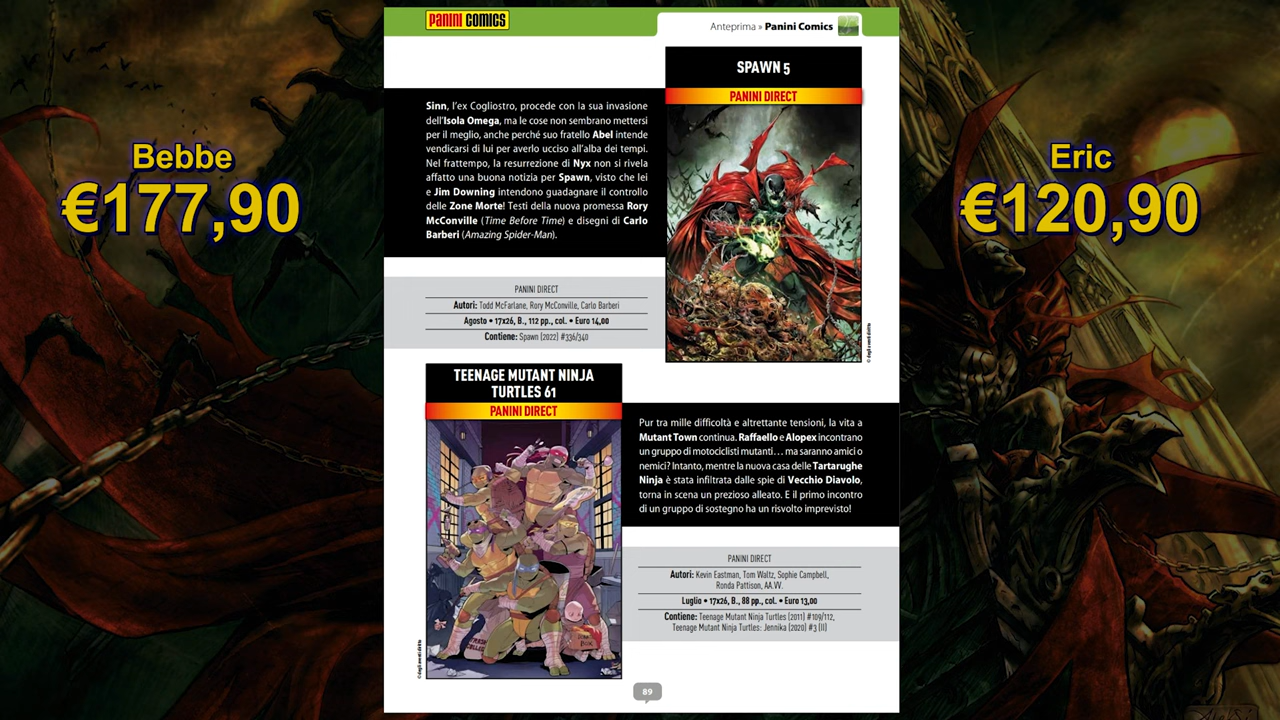 PANINI COMICS
Anteprima » Panini Comics
Bebbe
€177,90
Eric
€120,90
SPAWN 5
PANINI DIRECT
Sinn, l'ex Cogliostro, procede con la sua invasione
dell'Isola Omega, ma le cose non sembrano mettersi
per il meglio, anche perché suo fratello Abel intende
vendicarsi di lui per averlo ucciso all'alba dei tempi.
Nel frattempo, la resurrezione di Nyx non si rivela
affatto una buona notizia per Spawn, visto che lei
e Jim Downing intendono guadagnare il controllo
delle Zone Morte! Testi della nuova promessa Rory
McConville (Time Before Time) e disegni di Carlo
Barberi (Amazing Spider-Man).
PANINI DIRECT
Autori: Todd McFarlane, Rory McConville, Carlo Barberi
Agosto • 17x26, B., 112 pp., col. • Euro 14,00
Contiene: Spawn (2022) #336/340
© degli aventi diritto
TEENAGE MUTANT NINJA
TURTLES 61
PANINI DIRECT
Pur tra mille difficoltà e altrettante tensioni, la vita a
Mutant Town continua. Raffaello e Alopex incontrano
un gruppo di motociclisti mutanti… ma saranno amici o
nemici? Intanto, mentre la nuova casa delle Tartarughe
Ninja è stata infiltrata dalle spie di Vecchio Diavolo,
torna in scena un prezioso alleato. E il primo incontro
di un gruppo di sostegno ha un risvolto imprevisto!
PANINI DIRECT
Autori: Kevin Eastman, Tom Waltz, Sophie Campbell,
Ronda Pattison, AA.VV.
Luglio • 17x26, B., 88 pp., col. • Euro 13,00
Contiene: Teenage Mutant Ninja Turtles (2011) #109/112,
Teenage Mutant Ninja Turtles: Jennika (2020) #3 (II)
© degli aventi diritto
89